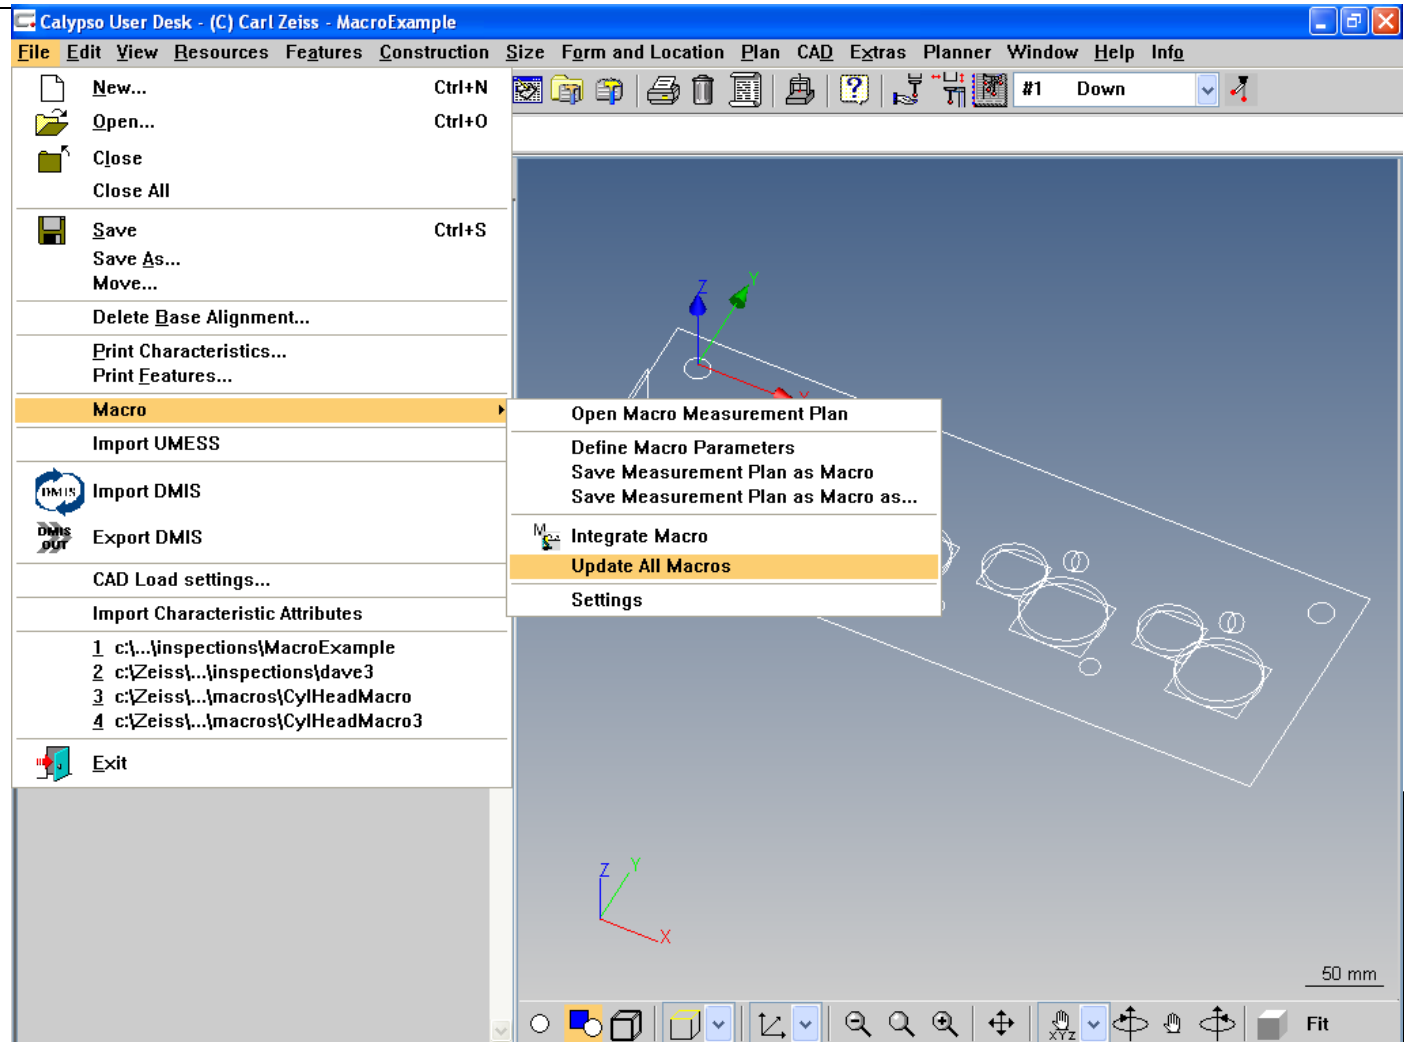 Calypso User Desk - (C) Carl Zeiss - MacroExample
File Edit View Resources Features Construction Size Form and Location Plan CAD Extras Planner Window Help Info
New... Ctrl+N
#1 Down
Open... Ctrl+O
Close
Close All
Save Ctrl+S
Save As...
Move...
Delete Base Alignment...
Print Characteristics...
Print Features...
Macro
Import UMESS
DMIS Import DMIS
DMIS OUT Export DMIS
CAD Load settings...
Import Characteristic Attributes
1 c:\...\inspections\MacroExample
2 c:\Zeiss\...\inspections\dave3
3 c:\Zeiss\...\macros\CylHeadMacro
4 c:\Zeiss\...\macros\CylHeadMacro3
Exit
Open Macro Measurement Plan
Define Macro Parameters
Save Measurement Plan as Macro
Save Measurement Plan as Macro as...
M Integrate Macro
Update All Macros
Settings
Z Y
X
Z Y
X
50 mm
XYZ
Fit